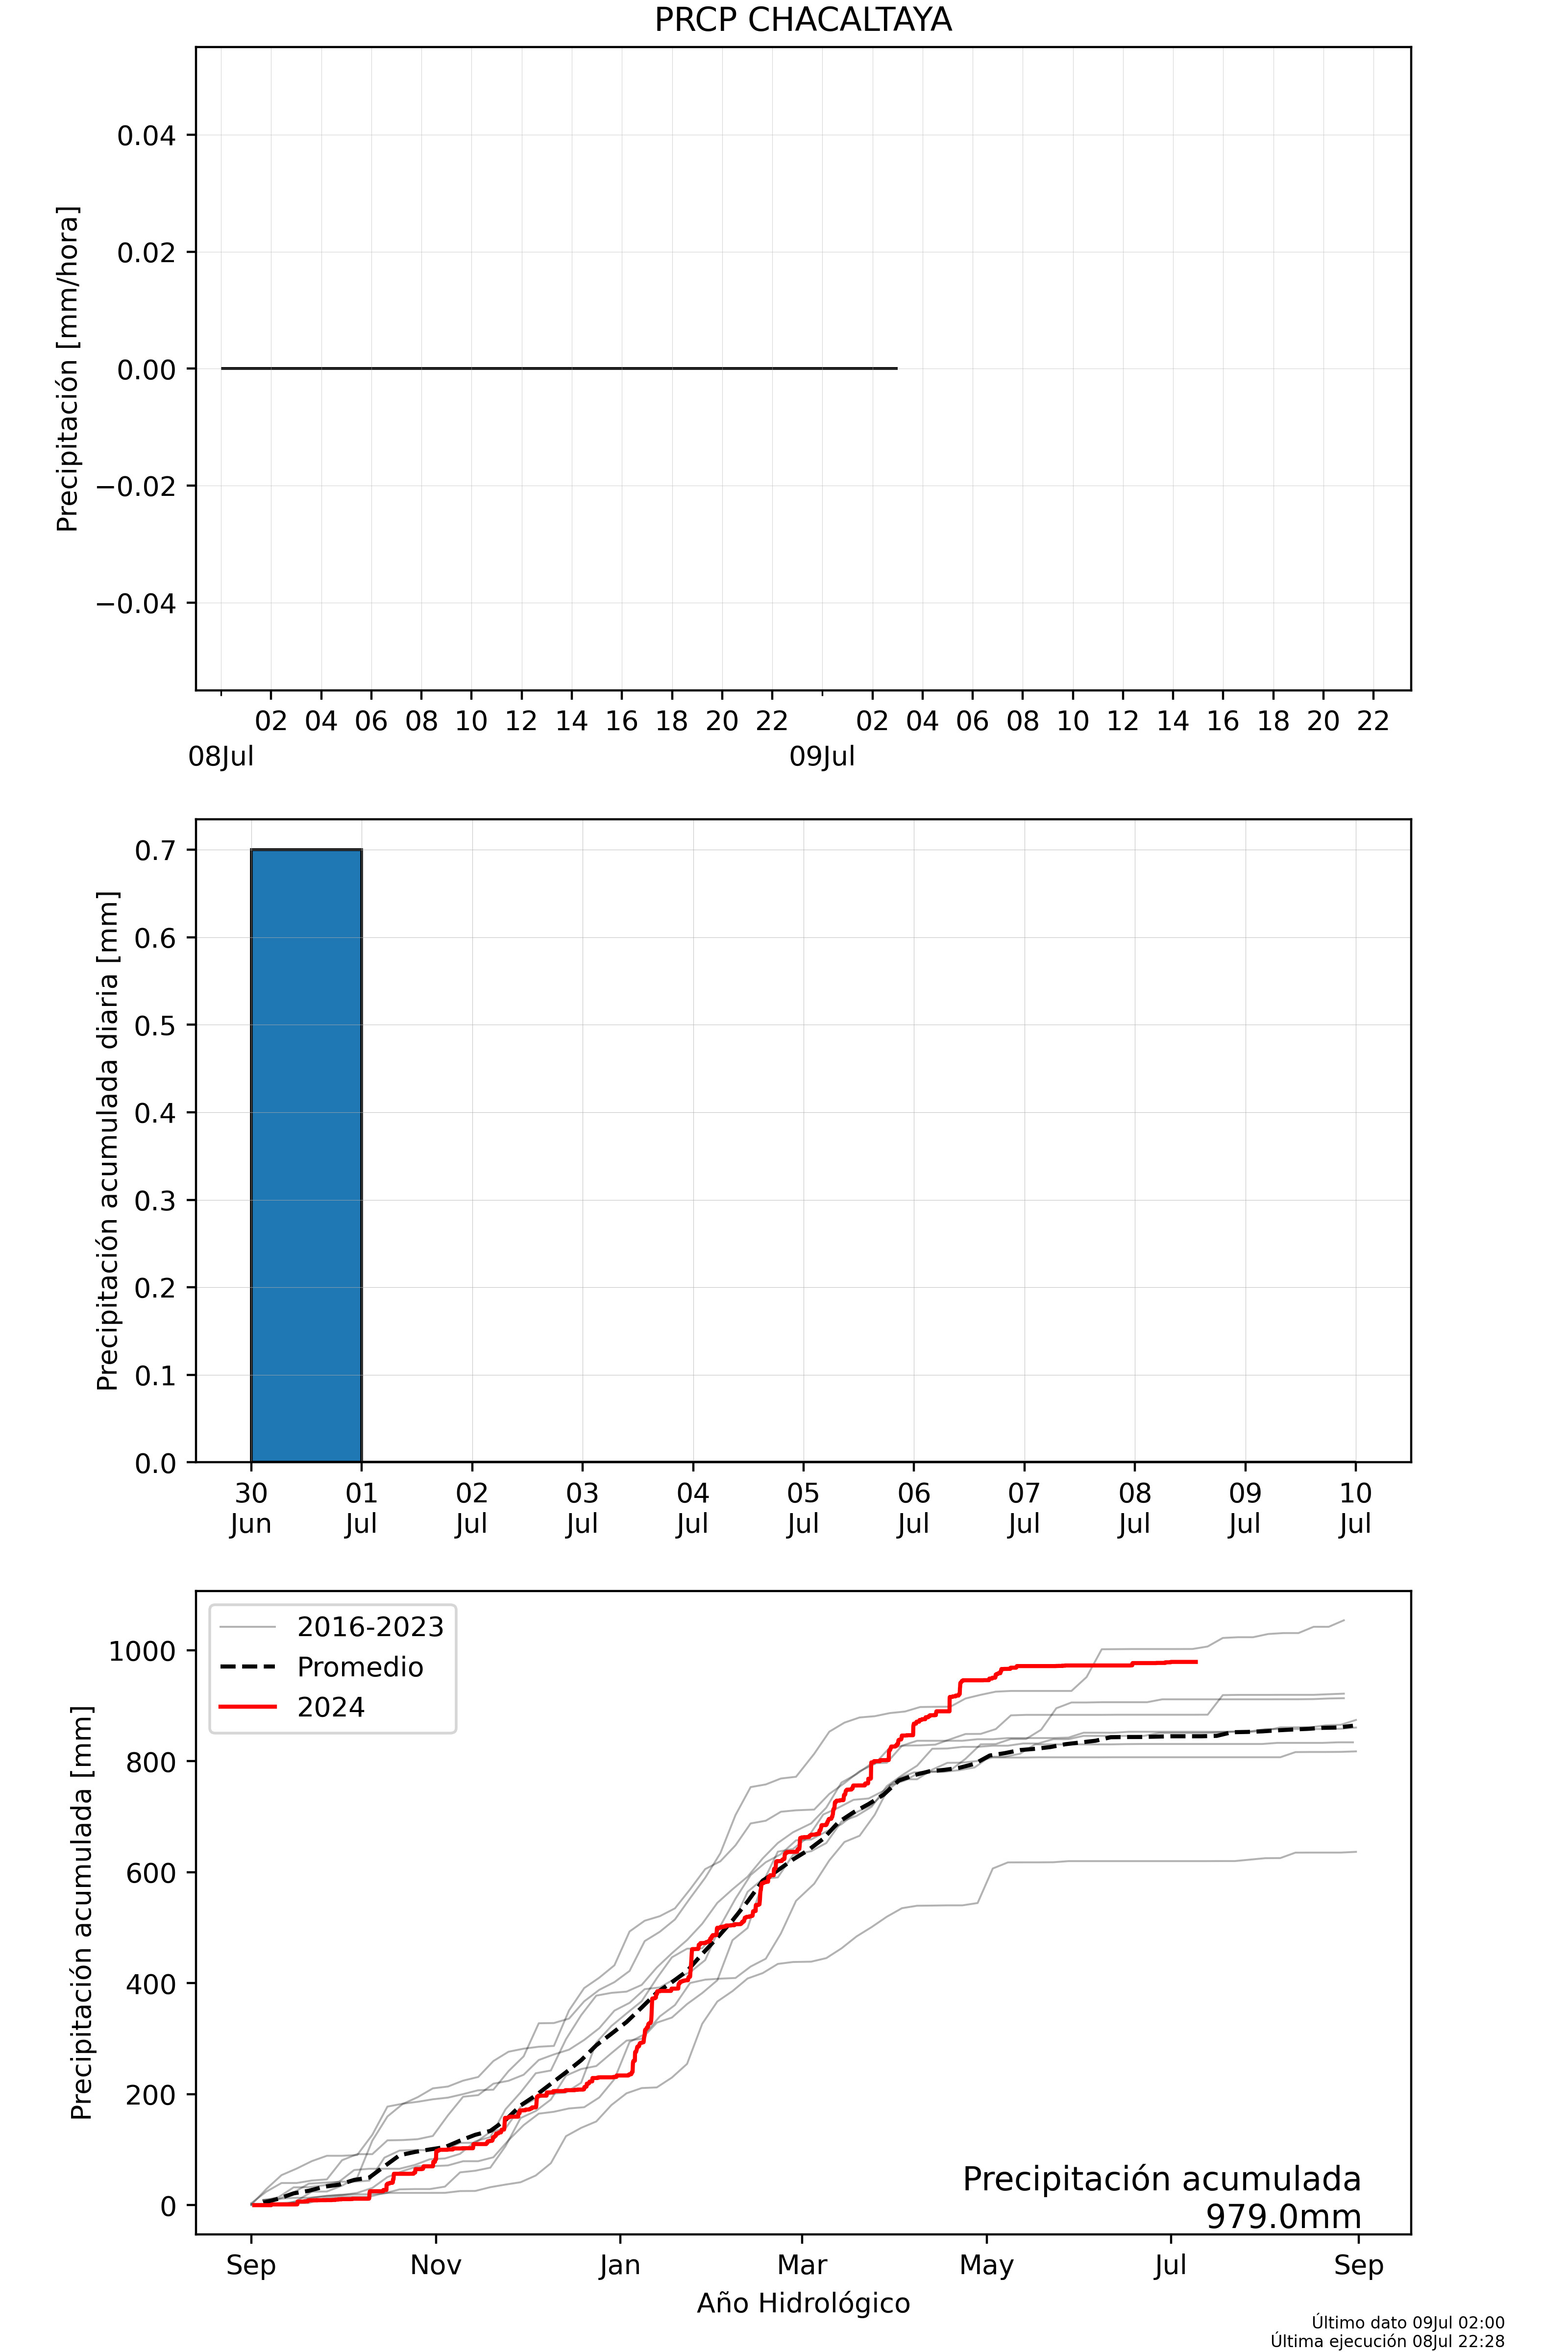 PRCP CHACALTAYA
Precipitación [mm/hora]
0.04
0.02
0.00
−0.02
−0.04
02 04 06 08 10 12 14 16 18 20 22 02 04 06 08 10 12 14 16 18 20 22
08Jul 09Jul
Precipitación acumulada diaria [mm]
0.7
0.6
0.5
0.4
0.3
0.2
0.1
0.0
30 01 02 03 04 05 06 07 08 09 10
Jun Jul Jul Jul Jul Jul Jul Jul Jul Jul Jul
Precipitación acumulada [mm]
1000
800
600
400
200
0
2016-2023
Promedio
2024
Precipitación acumulada
979.0mm
Sep Nov Jan Mar May Jul Sep
Año Hidrológico
Último dato 09Jul 02:00
Última ejecución 08Jul 22:28